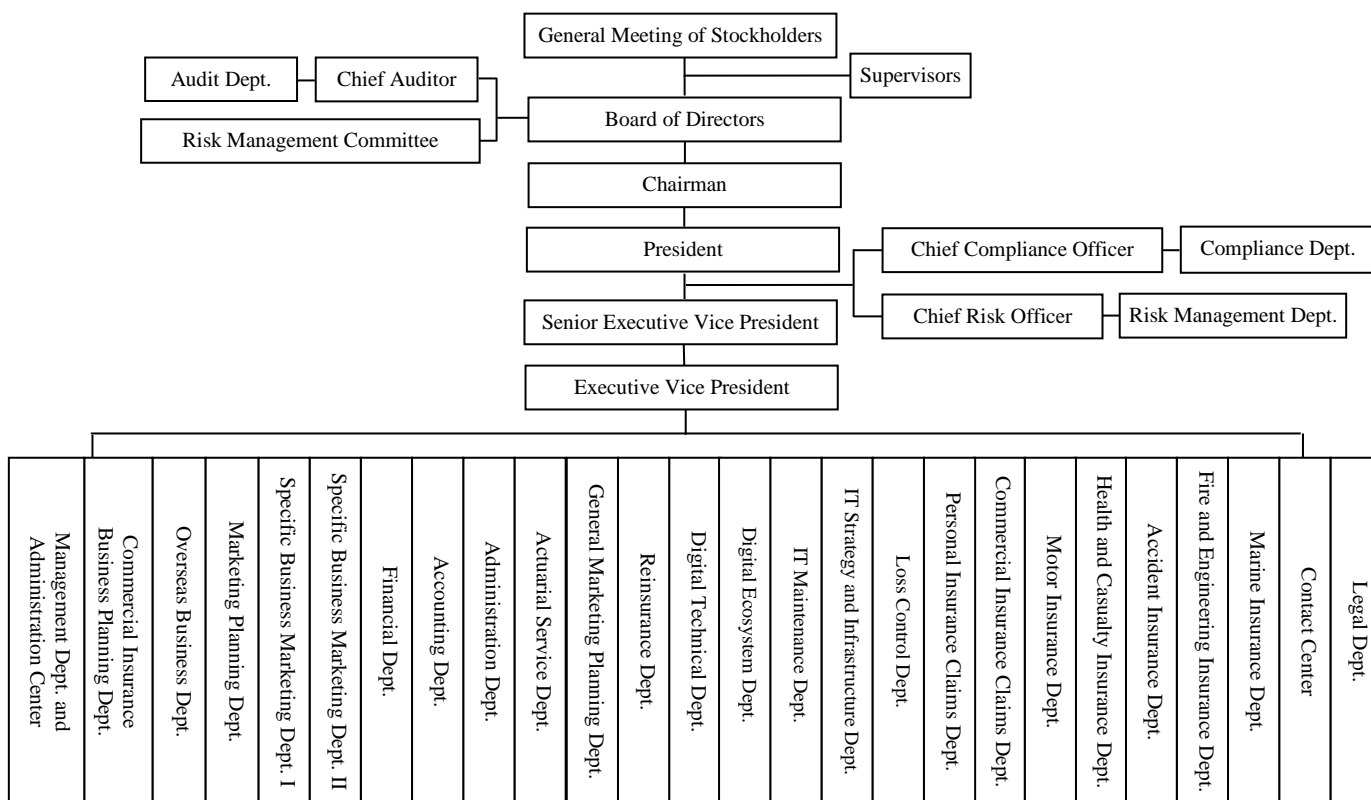 General Meeting of Stockholders
Supervisors
Audit Dept.
Chief Auditor
Board of Directors
Risk Management Committee
Chairman
President
Chief Compliance Officer
Compliance Dept.
Senior Executive Vice President
Chief Risk Officer
Risk Management Dept.
Executive Vice President
Management Dept. and
Administration Center
Commercial Insurance
Business Planning Dept.
Overseas Business Dept.
Marketing Planning Dept.
Specific Business Marketing Dept. I
Specific Business Marketing Dept. II
Financial Dept.
Accounting Dept.
Administration Dept.
Actuarial Service Dept.
General Marketing Planning Dept.
Reinsurance Dept.
Digital Technical Dept.
Digital Ecosystem Dept.
IT Maintenance Dept.
IT Strategy and Infrastructure Dept.
Loss Control Dept.
Personal Insurance Claims Dept.
Commercial Insurance Claims Dept.
Motor Insurance Dept.
Health and Casualty Insurance Dept.
Accident Insurance Dept.
Fire and Engineering Insurance Dept.
Marine Insurance Dept.
Contact Center
Legal Dept.